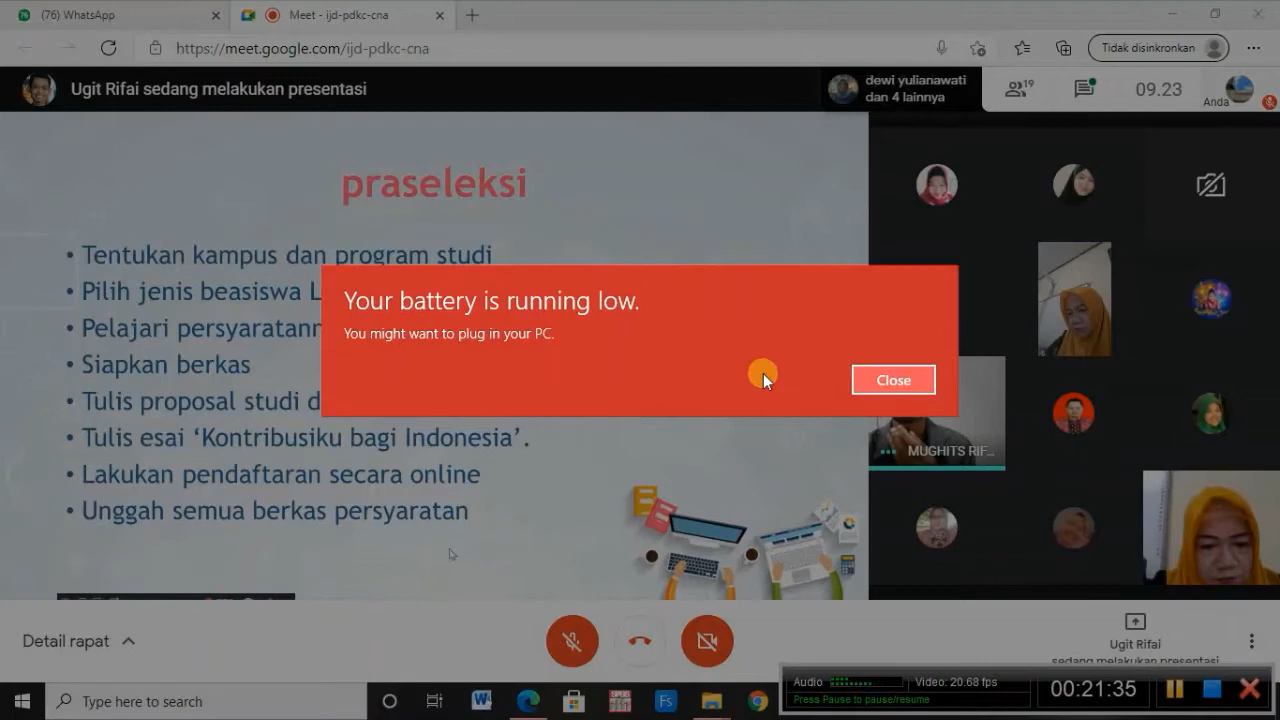 (76) WhatsApp
Meet - ijd-pdkc-cna
https://meet.google.com/ijd-pdkc-cna
Tidak disinkronkan
Ugit Rifai sedang melakukan presentasi
dewi yulianawati
dan 4 lainnya
19
09.23
Anda
praseleksi
• Tentukan kampus dan program studi
• Pilih jenis beasiswa L
• Pelajari persyaratann
• Siapkan berkas
• Tulis proposal studi d
• Tulis esai ‘Kontribusiku bagi Indonesia’.
• Lakukan pendaftaran secara online
• Unggah semua berkas persyaratan
Your battery is running low.
You might want to plug in your PC.
Close
MUGHITS RIF...
Detail rapat
Ugit Rifai
sedang melakukan presentasi
Type here to search
Audio
Video: 20.68 fps
Press Pause to pause/resume
00:21:35